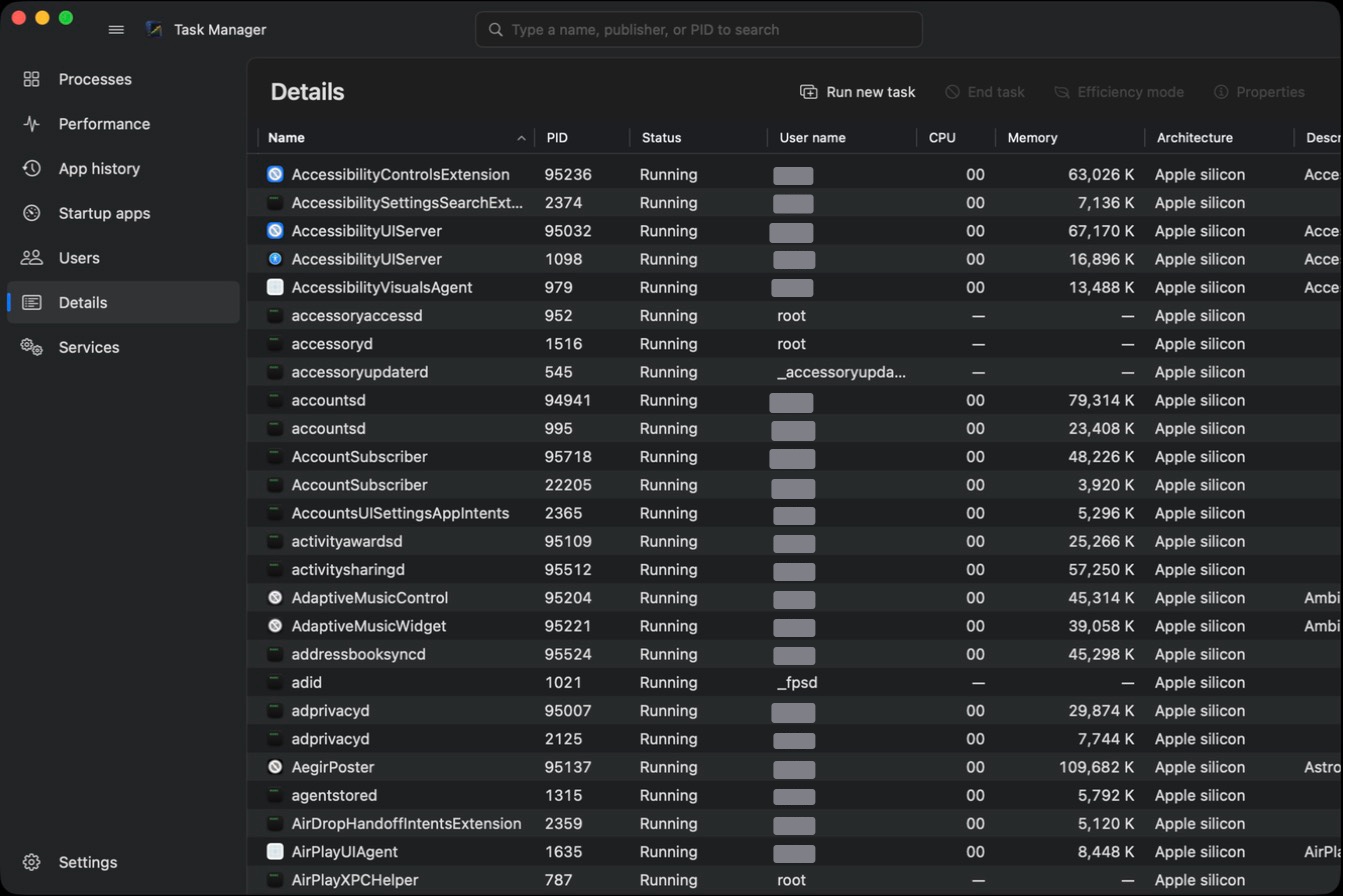 Task Manager
Type a name, publisher, or PID to search
Processes
Performance
App history
Startup apps
Users
Details
Services
Settings
Details
Run new task End task Efficiency mode Properties
Name PID Status User name CPU Memory Architecture Descr
AccessibilityControlsExtension 95236 Running 00 63,026 K Apple silicon Acce
AccessibilitySettingsSearchExt... 2374 Running 00 7,136 K Apple silicon
AccessibilityUIServer 95032 Running 00 67,170 K Apple silicon Acce
AccessibilityUIServer 1098 Running 00 16,896 K Apple silicon Acce
AccessibilityVisualsAgent 979 Running 00 13,488 K Apple silicon Acce
accessoryaccessd 952 Running root — — Apple silicon
accessoryd 1516 Running root — — Apple silicon
accessoryupdaterd 545 Running _accessoryupda... — — Apple silicon
accountsd 94941 Running 00 79,314 K Apple silicon
accountsd 995 Running 00 23,408 K Apple silicon
AccountSubscriber 95718 Running 00 48,226 K Apple silicon
AccountSubscriber 22205 Running 00 3,920 K Apple silicon
AccountsUISettingsAppIntents 2365 Running 00 5,296 K Apple silicon
activityawardsd 95109 Running 00 25,266 K Apple silicon
activitysharingd 95512 Running 00 57,250 K Apple silicon
AdaptiveMusicControl 95204 Running 00 45,314 K Apple silicon Ambi
AdaptiveMusicWidget 95221 Running 00 39,058 K Apple silicon Ambi
addressbooksyncd 95524 Running 00 45,298 K Apple silicon
adid 1021 Running _fpsd — — Apple silicon
adprivacyd 95007 Running 00 29,874 K Apple silicon
adprivacyd 2125 Running 00 7,744 K Apple silicon
AegirPoster 95137 Running 00 109,682 K Apple silicon Astro
agentstored 1315 Running 00 5,792 K Apple silicon
AirDropHandoffIntentsExtension 2359 Running 00 5,120 K Apple silicon
AirPlayUIAgent 1635 Running 00 8,448 K Apple silicon AirPla
AirPlayXPCHelper 787 Running root — — Apple silicon